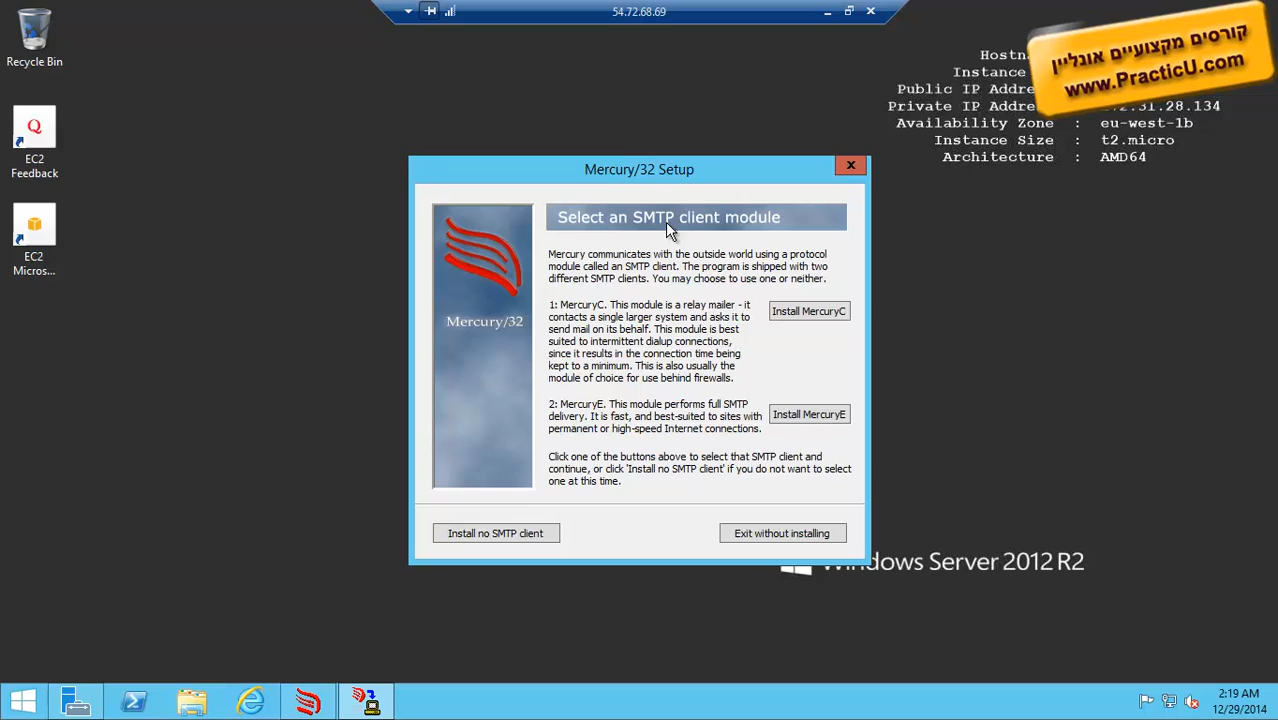 54.72.68.69
Recycle Bin
EC2
Feedback
EC2
Micros...
קורסים מקצועיים אונליין
www.PracticU.com
Instance
Public IP
Private IP
.31.28.134
Availability Zone : eu-west-1b
Instance Size : t2.micro
Architecture : AMD64
Mercury/32 Setup
Mercury/32
Select an SMTP client module
Mercury communicates with the outside world using a protocol
module called an SMTP client. The program is shipped with two
different SMTP clients. You may choose to use one or neither.
1: MercuryC. This module is a relay mailer - it
contacts a single larger system and asks it to
send mail on its behalf. This module is best
suited to intermittent dialup connections,
since it results in the connection time being
kept to a minimum. This is also usually the
module of choice for use behind firewalls.
Install MercuryC
2: MercuryE. This module performs full SMTP
delivery. It is fast, and best-suited to sites with
permanent or high-speed Internet connections.
Install MercuryE
Click one of the buttons above to select that SMTP client and
continue, or click 'Install no SMTP client' if you do not want to select
one at this time.
Install no SMTP client
Exit without installing
Windows Server 2012 R2
2:19 AM
12/29/2014